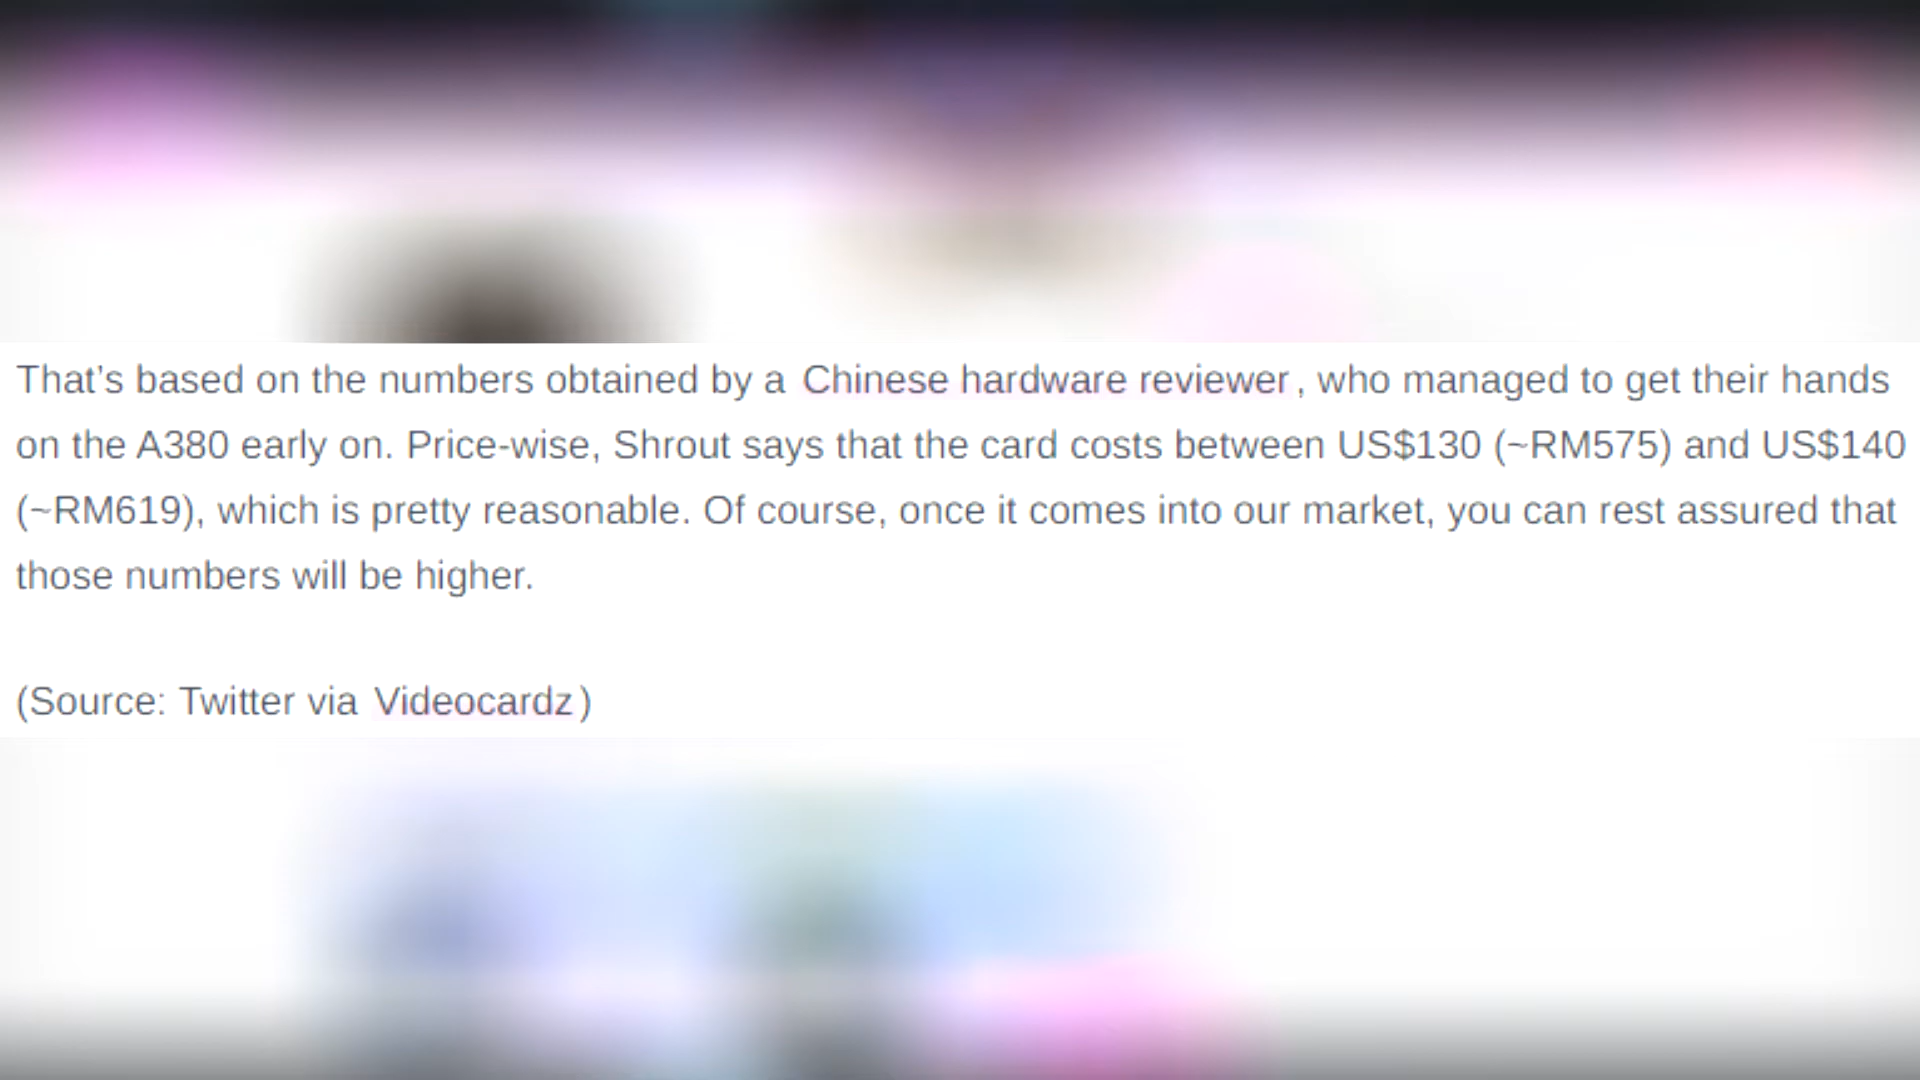 That's based on the numbers obtained by a Chinese hardware reviewer, who managed to get their hands
on the A380 early on. Price-wise, Shrout says that the card costs between US$130 (~RM575) and US$140
(~RM619), which is pretty reasonable. Of course, once it comes into our market, you can rest assured that
those numbers will be higher.
(Source: Twitter via Videocardz)